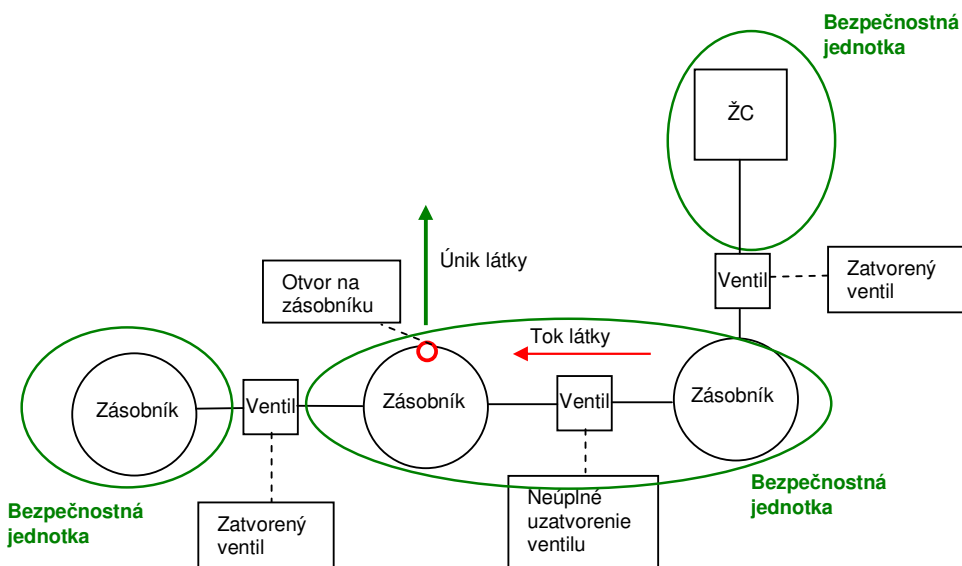 Bezpečnostná
jednotka
ŽC
Únik látky
Ventil
Zatvorený
ventil
Otvor na
zásobníku
Tok látky
Zásobník
Ventil
Zásobník
Ventil
Zásobník
Bezpečnostná
jednotka
Zatvorený
ventil
Neúplné
uzatvorenie
ventilu
Bezpečnostná
jednotka